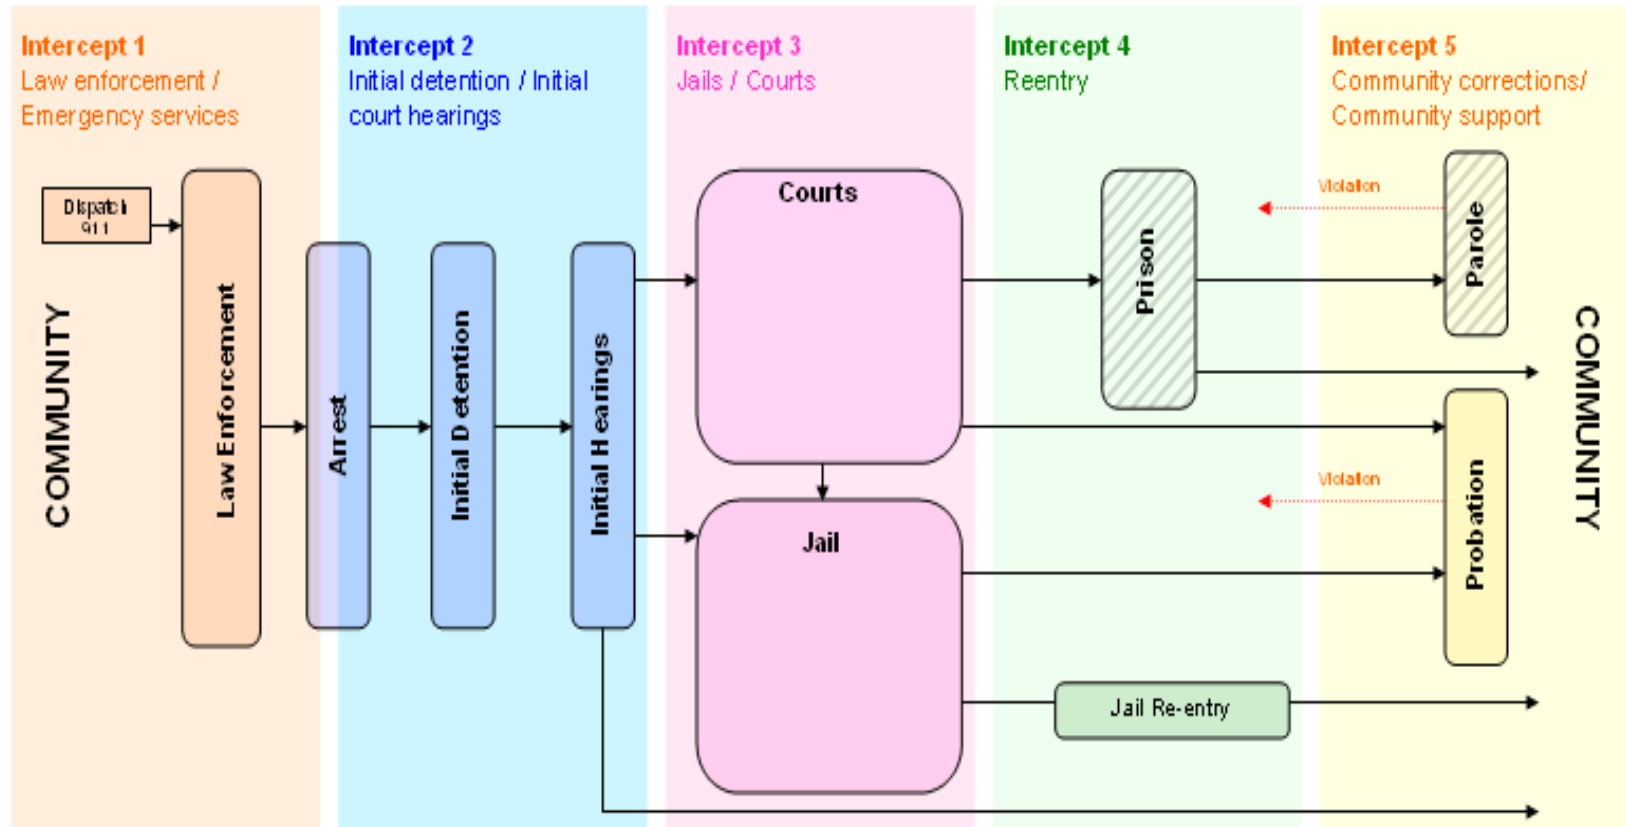 Intercept 1
Law enforcement /
Emergency services
Intercept 2
Initial detention / Initial
court hearings
Intercept 3
Jails / Courts
Intercept 4
Reentry
Intercept 5
Community corrections/
Community support
Dispatch
911
COMMUNITY
Law Enforcement
Arrest
Initial Detention
Initial Hearings
Courts
Jail
Prison
Jail Re-entry
Violation
Parole
Violation
Probation
COMMUNITY